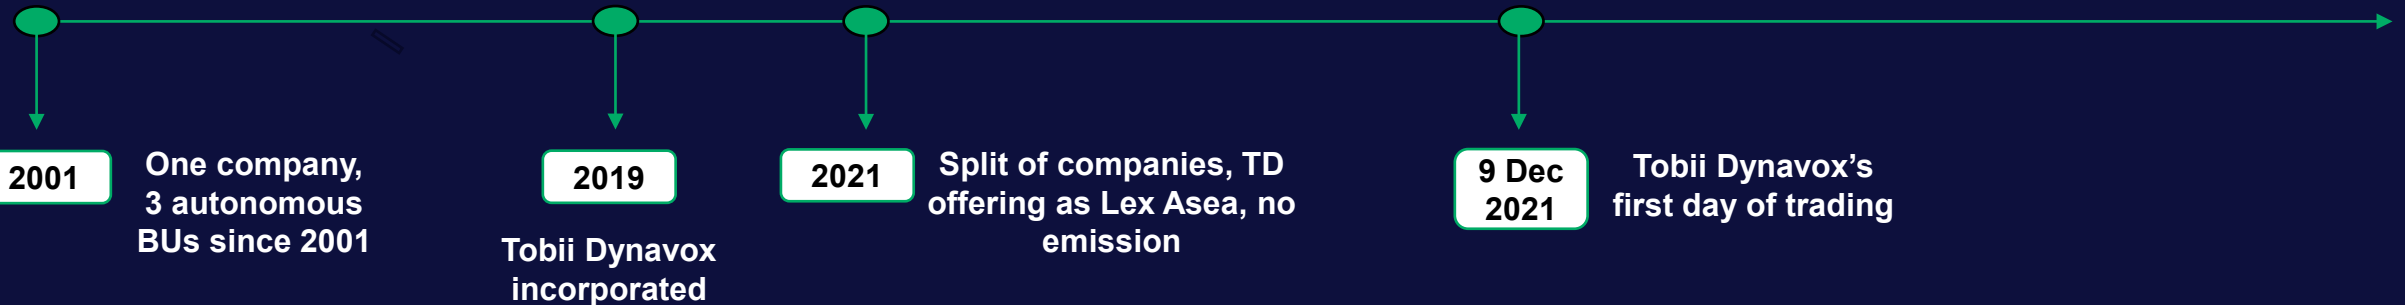 2001
One company,
3 autonomous
BUs since 2001
2019
Tobii Dynavox
incorporated
2021
Split of companies, TD
offering as Lex Asea, no
emission
9 Dec
2021
Tobii Dynavox’s
first day of trading